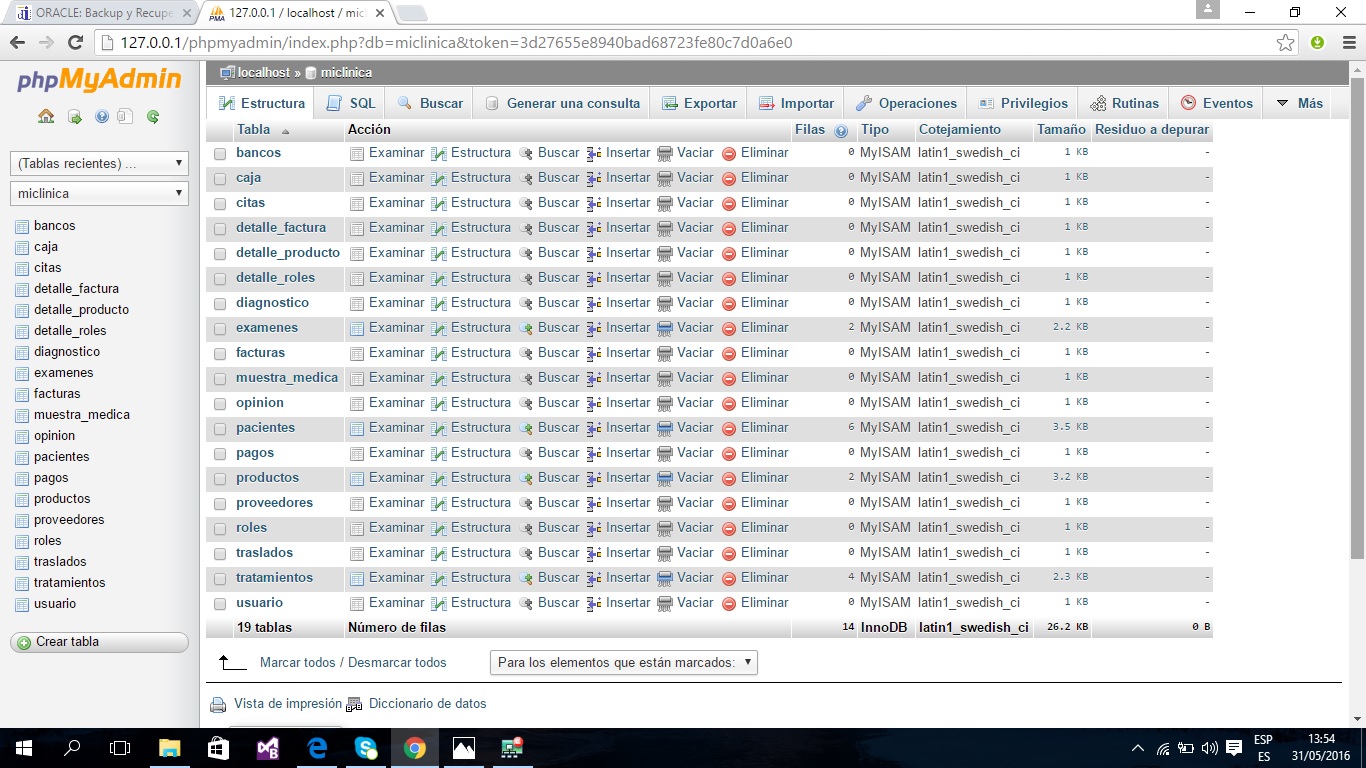 ORACLE: Backup y Recupe
127.0.0.1 / localhost / mic
127.0.0.1/phpmyadmin/index.php?db=miclinica&token=3d27655e8940bad68723fe80c7d0a6e0
phpMyAdmin
(Tablas recientes) ...
miclinica
bancos
caja
citas
detalle_factura
detalle_producto
detalle_roles
diagnostico
examenes
facturas
muestra_medica
opinion
pacientes
pagos
productos
proveedores
roles
traslados
tratamientos
usuario
Crear tabla
localhost » miclinica
Estructura SQL Buscar Generar una consulta Exportar Importar Operaciones Privilegios Rutinas Eventos Más
Tabla Acción Filas Tipo Cotejamiento Tamaño Residuo a depurar
bancos Examinar Estructura Buscar Insertar Vaciar Eliminar 0 MyISAM latin1_swedish_ci 1 KB -
caja Examinar Estructura Buscar Insertar Vaciar Eliminar 0 MyISAM latin1_swedish_ci 1 KB -
citas Examinar Estructura Buscar Insertar Vaciar Eliminar 0 MyISAM latin1_swedish_ci 1 KB -
detalle_factura Examinar Estructura Buscar Insertar Vaciar Eliminar 0 MyISAM latin1_swedish_ci 1 KB -
detalle_producto Examinar Estructura Buscar Insertar Vaciar Eliminar 0 MyISAM latin1_swedish_ci 1 KB -
detalle_roles Examinar Estructura Buscar Insertar Vaciar Eliminar 0 MyISAM latin1_swedish_ci 1 KB -
diagnostico Examinar Estructura Buscar Insertar Vaciar Eliminar 0 MyISAM latin1_swedish_ci 1 KB -
examenes Examinar Estructura Buscar Insertar Vaciar Eliminar 2 MyISAM latin1_swedish_ci 2.2 KB -
facturas Examinar Estructura Buscar Insertar Vaciar Eliminar 0 MyISAM latin1_swedish_ci 1 KB -
muestra_medica Examinar Estructura Buscar Insertar Vaciar Eliminar 0 MyISAM latin1_swedish_ci 1 KB -
opinion Examinar Estructura Buscar Insertar Vaciar Eliminar 0 MyISAM latin1_swedish_ci 1 KB -
pacientes Examinar Estructura Buscar Insertar Vaciar Eliminar 6 MyISAM latin1_swedish_ci 3.5 KB -
pagos Examinar Estructura Buscar Insertar Vaciar Eliminar 0 MyISAM latin1_swedish_ci 1 KB -
productos Examinar Estructura Buscar Insertar Vaciar Eliminar 2 MyISAM latin1_swedish_ci 3.2 KB -
proveedores Examinar Estructura Buscar Insertar Vaciar Eliminar 0 MyISAM latin1_swedish_ci 1 KB -
roles Examinar Estructura Buscar Insertar Vaciar Eliminar 0 MyISAM latin1_swedish_ci 1 KB -
traslados Examinar Estructura Buscar Insertar Vaciar Eliminar 0 MyISAM latin1_swedish_ci 1 KB -
tratamientos Examinar Estructura Buscar Insertar Vaciar Eliminar 4 MyISAM latin1_swedish_ci 2.3 KB -
usuario Examinar Estructura Buscar Insertar Vaciar Eliminar 0 MyISAM latin1_swedish_ci 1 KB -
19 tablas Número de filas 14 InnoDB latin1_swedish_ci 26.2 KB 0 B
Marcar todos / Desmarcar todos Para los elementos que están marcados:
Vista de impresión Diccionario de datos
ESP 13:54
ES 31/05/2016